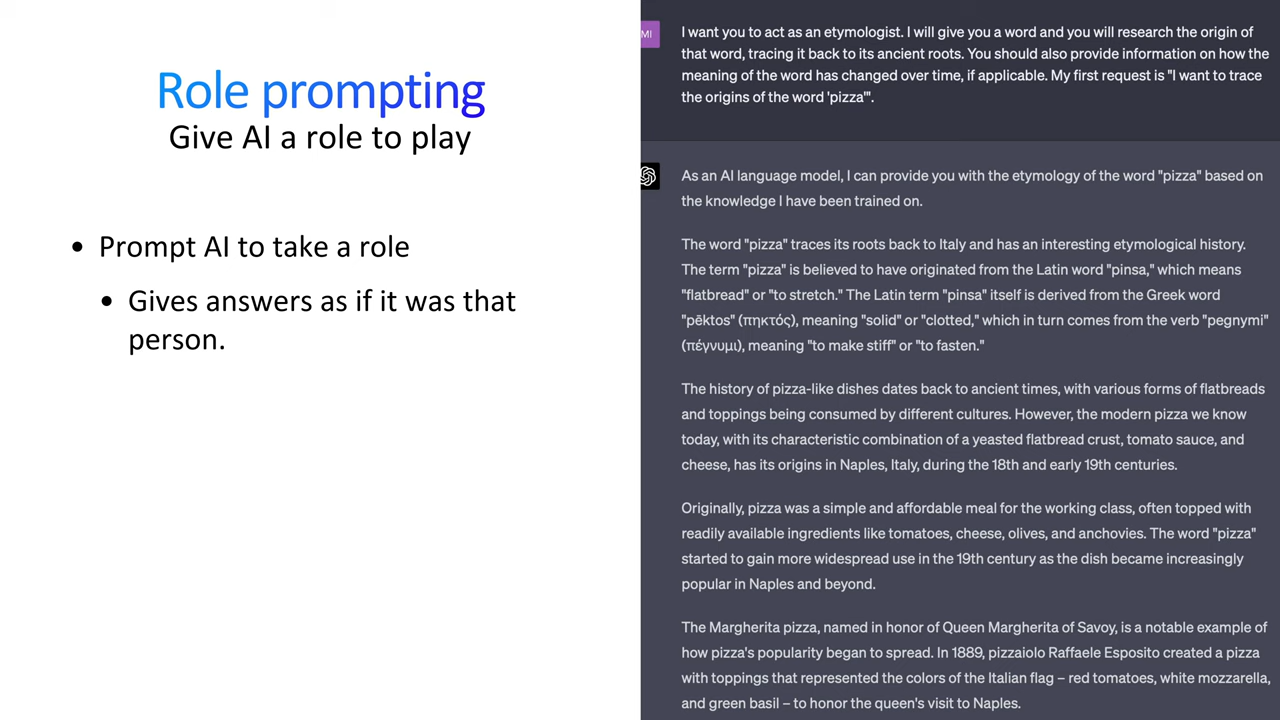 Role prompting
Give AI a role to play
• Prompt AI to take a role
• Gives answers as if it was that
person.
MI
I want you to act as an etymologist. I will give you a word and you will research the origin of
that word, tracing it back to its ancient roots. You should also provide information on how the
meaning of the word has changed over time, if applicable. My first request is "I want to trace
the origins of the word 'pizza'".
As an AI language model, I can provide you with the etymology of the word "pizza" based on
the knowledge I have been trained on.
The word "pizza" traces its roots back to Italy and has an interesting etymological history.
The term "pizza" is believed to have originated from the Latin word "pinsa," which means
"flatbread" or "to stretch." The Latin term "pinsa" itself is derived from the Greek word
"pēktos" (πηκτός), meaning "solid" or "clotted," which in turn comes from the verb "pegnymi"
(πέγνυμι), meaning "to make stiff" or "to fasten."
The history of pizza-like dishes dates back to ancient times, with various forms of flatbreads
and toppings being consumed by different cultures. However, the modern pizza we know
today, with its characteristic combination of a yeasted flatbread crust, tomato sauce, and
cheese, has its origins in Naples, Italy, during the 18th and early 19th centuries.
Originally, pizza was a simple and affordable meal for the working class, often topped with
readily available ingredients like tomatoes, cheese, olives, and anchovies. The word "pizza"
started to gain more widespread use in the 19th century as the dish became increasingly
popular in Naples and beyond.
The Margherita pizza, named in honor of Queen Margherita of Savoy, is a notable example of
how pizza's popularity began to spread. In 1889, pizzaiolo Raffaele Esposito created a pizza
with toppings that represented the colors of the Italian flag – red tomatoes, white mozzarella,
and green basil – to honor the queen's visit to Naples.